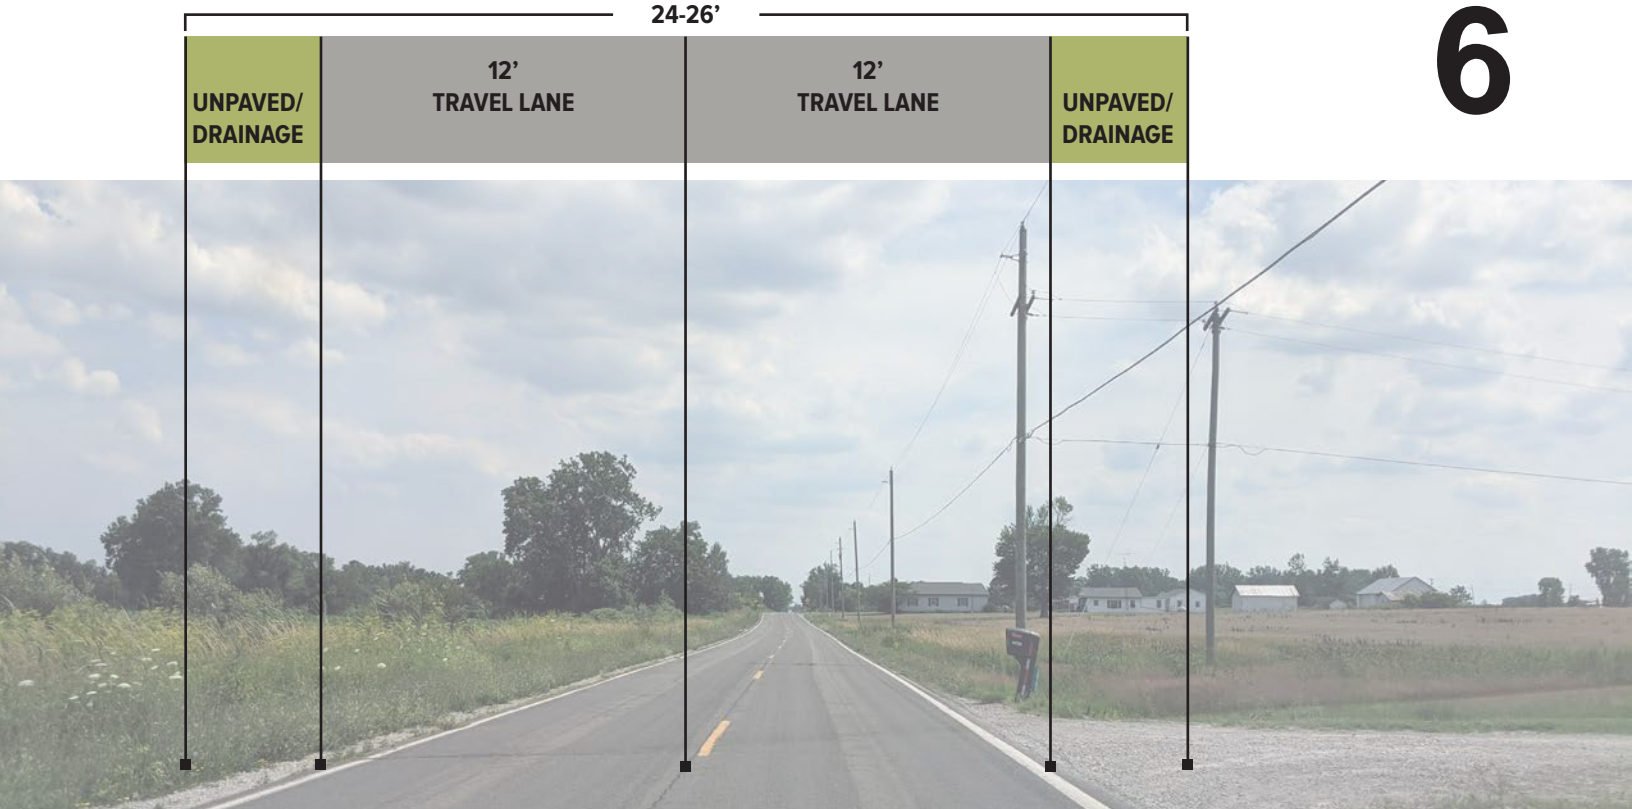 24-26’
6
12’
TRAVEL LANE
12’
TRAVEL LANE
UNPAVED/
DRAINAGE
UNPAVED/
DRAINAGE